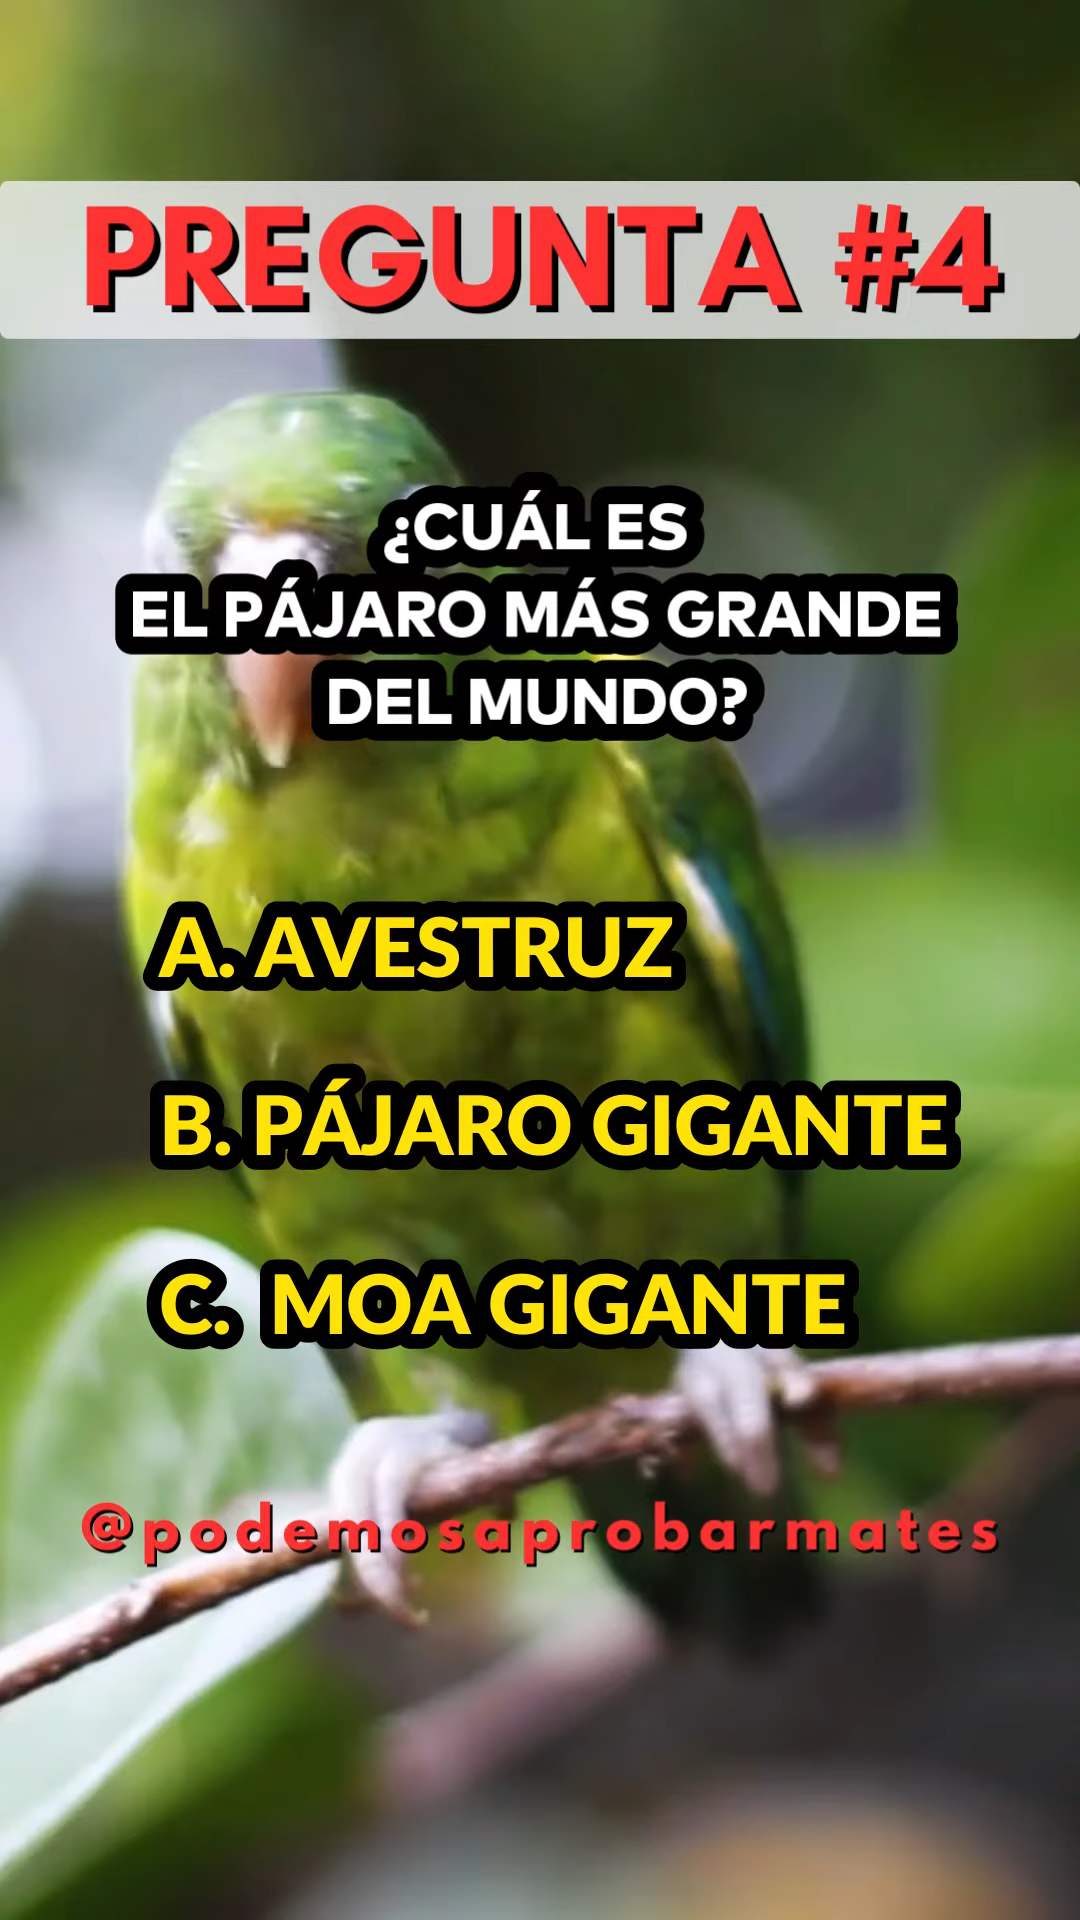 PREGUNTA #4
¿CUÁL ES
EL PÁJARO MÁS GRANDE
DEL MUNDO?
A. AVESTRUZ
B. PÁJARO GIGANTE
C. MOA GIGANTE
@podemosaprobarmates